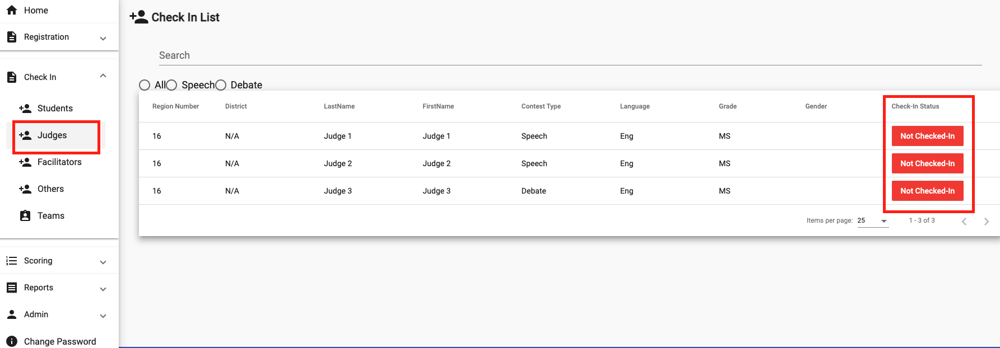 Home
Registration
Check In
Students
Judges
Facilitators
Others
Teams
Scoring
Reports
Admin
Change Password
Check In List
Search
All Speech Debate
Region Number District LastName FirstName Contest Type Language Grade Gender Check-In Status
16 N/A Judge 1 Judge 1 Speech Eng MS Not Checked-In
16 N/A Judge 2 Judge 2 Speech Eng MS Not Checked-In
16 N/A Judge 3 Judge 3 Debate Eng MS Not Checked-In
Items per page: 25 1 - 3 of 3